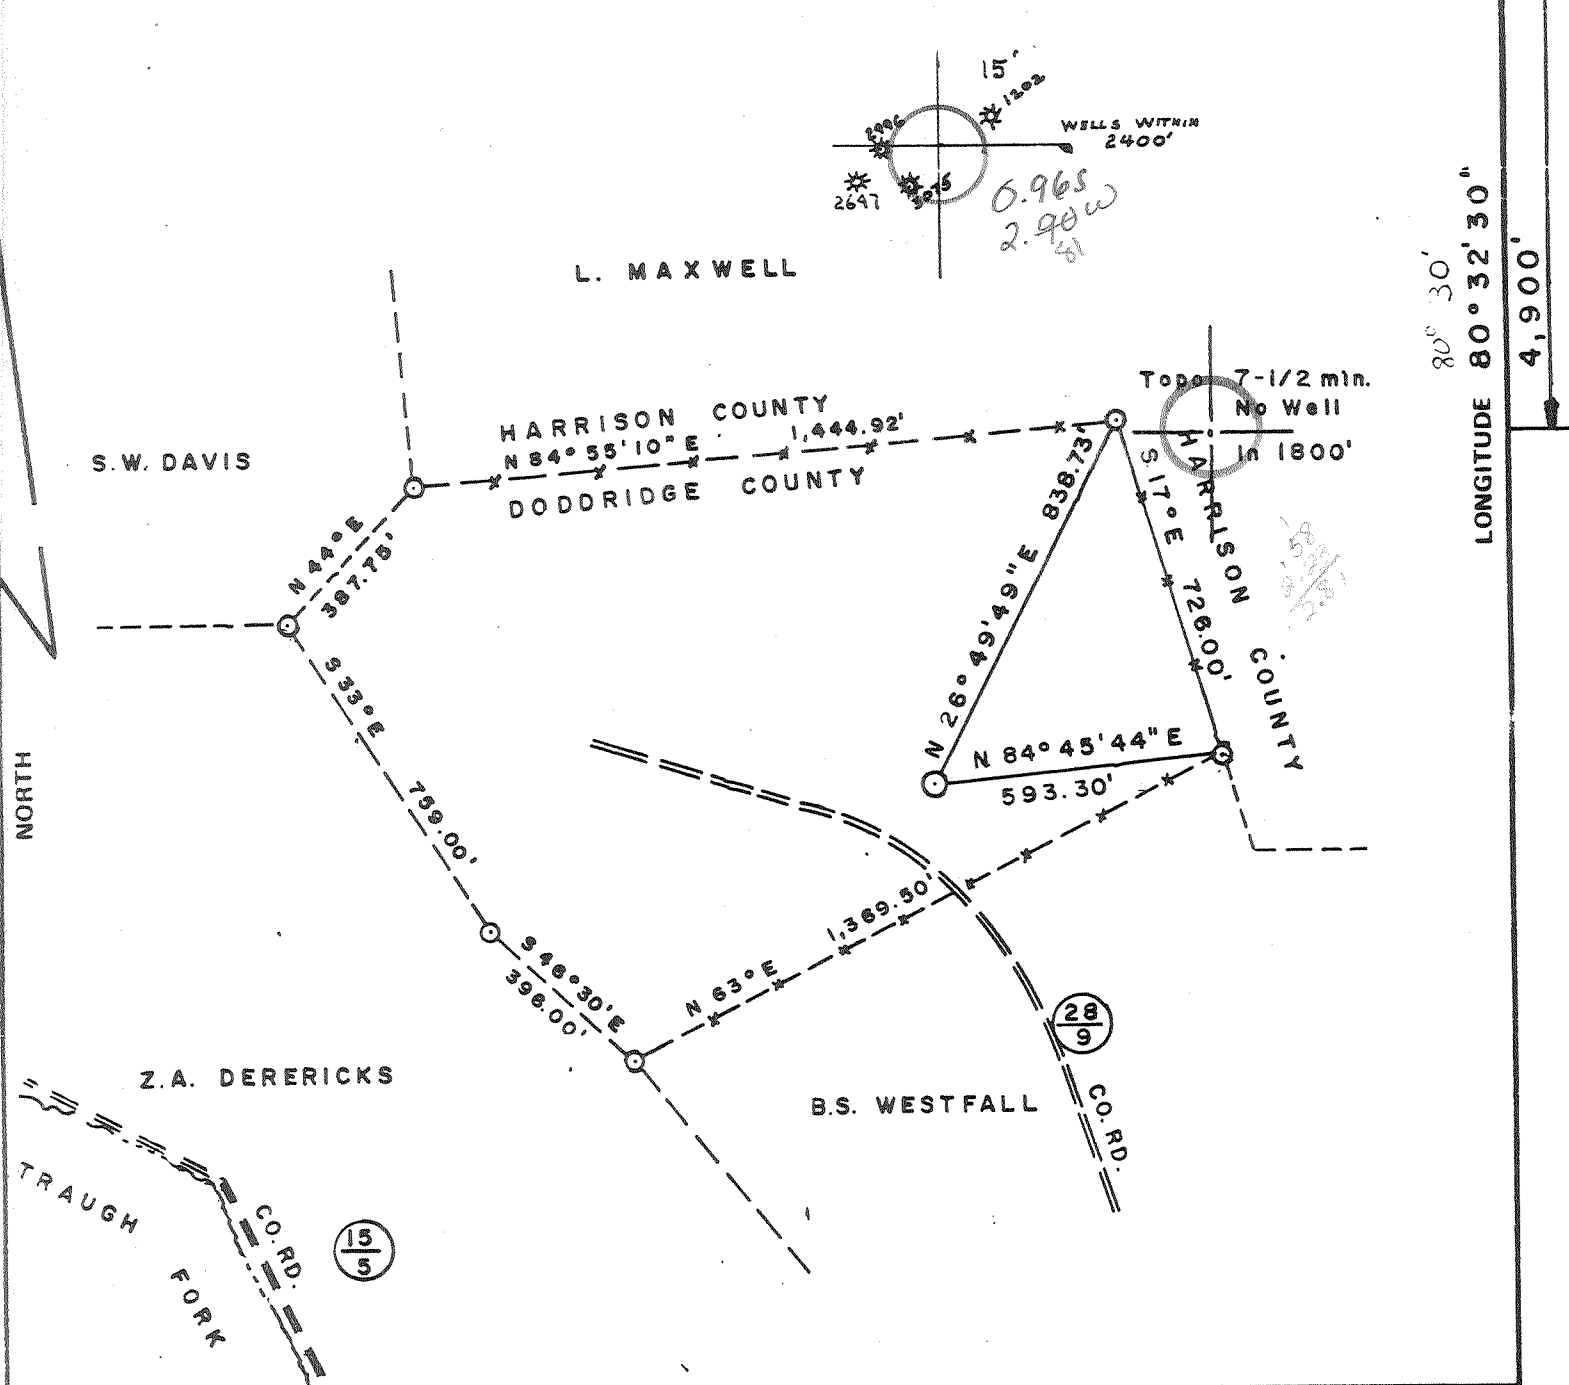 15'
1202
2996
WELLS WITHIN
2400'
2647
0.96S
2.90W
81
L. MAXWELL
80° 30'
LONGITUDE 80° 32' 30"
4,900'
Topo 7-1/2 min.
No Well
in 1800'
HARRISON COUNTY
N 84° 55' 10" E 1,444.92'
DODDRIDGE COUNTY
S.W. DAVIS
N 44° E
387.75'
838.73'
N 26° 49' 49" E
S 17° E 726.00'
HARRISON COUNTY
S 33° E
759.00'
NORTH
N 84° 45' 44" E
593.30'
N 63° E 1,369.50'
S 46° 30' E
396.00'
28
9
CO. RD.
Z.A. DERERICKS
B.S. WESTFALL
TRAUGH FORK
CO. RD.
15
5